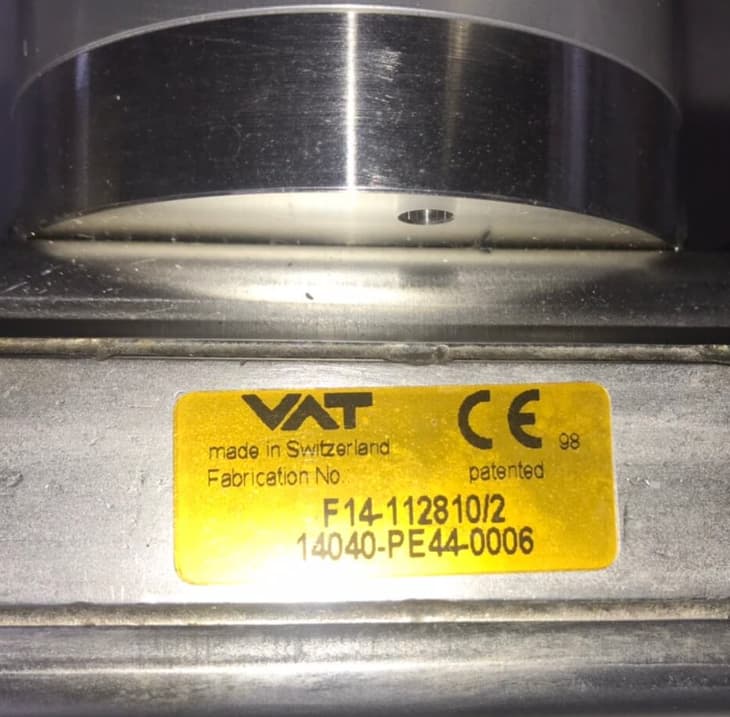 VAT CE 98
made in Switzerland
Fabrication No. patented
F14-112810/2
14040-PE44-0006